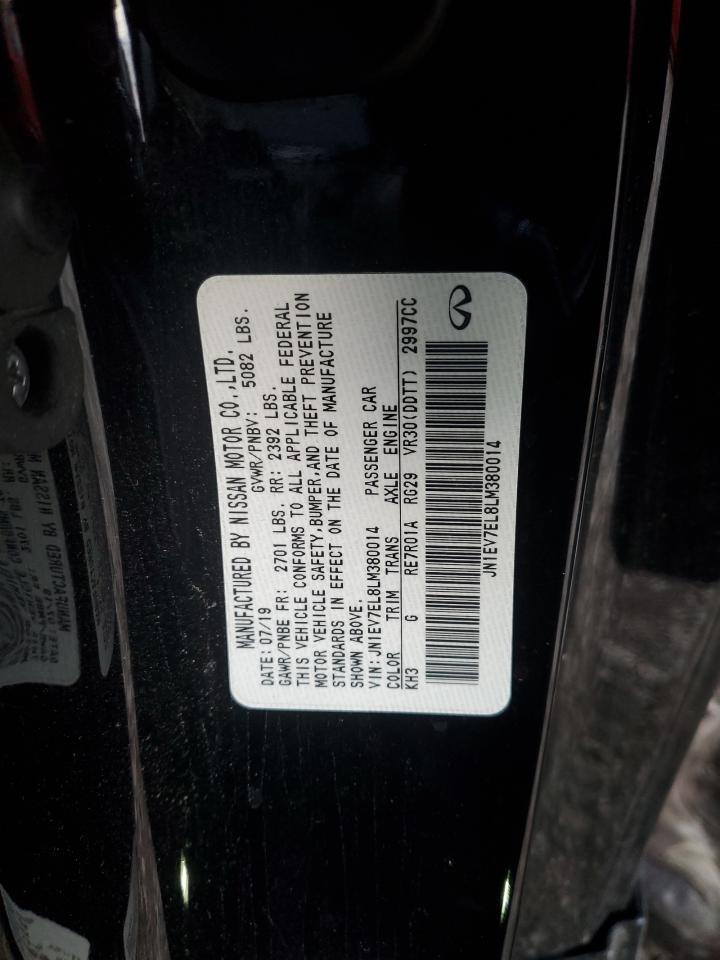 MANUFACTURED BY NISSAN MOTOR CO.,LTD.
DATE: 07/19 GVWR/PNBV: 5082 LBS.
GAWR/PNBE FR: 2701 LBS. RR: 2392 LBS.
THIS VEHICLE CONFORMS TO ALL APPLICABLE FEDERAL
MOTOR VEHICLE SAFETY,BUMPER,AND THEFT PREVENTION
STANDARDS IN EFFECT ON THE DATE OF MANUFACTURE
SHOWN ABOVE.
VIN:JN1EV7EL8LM380014 PASSENGER CAR
COLOR TRIM TRANS AXLE ENGINE
KH3 G RE7R01A RG29 VR30(DDTT) 2997CC
JN1EV7EL8LM380014